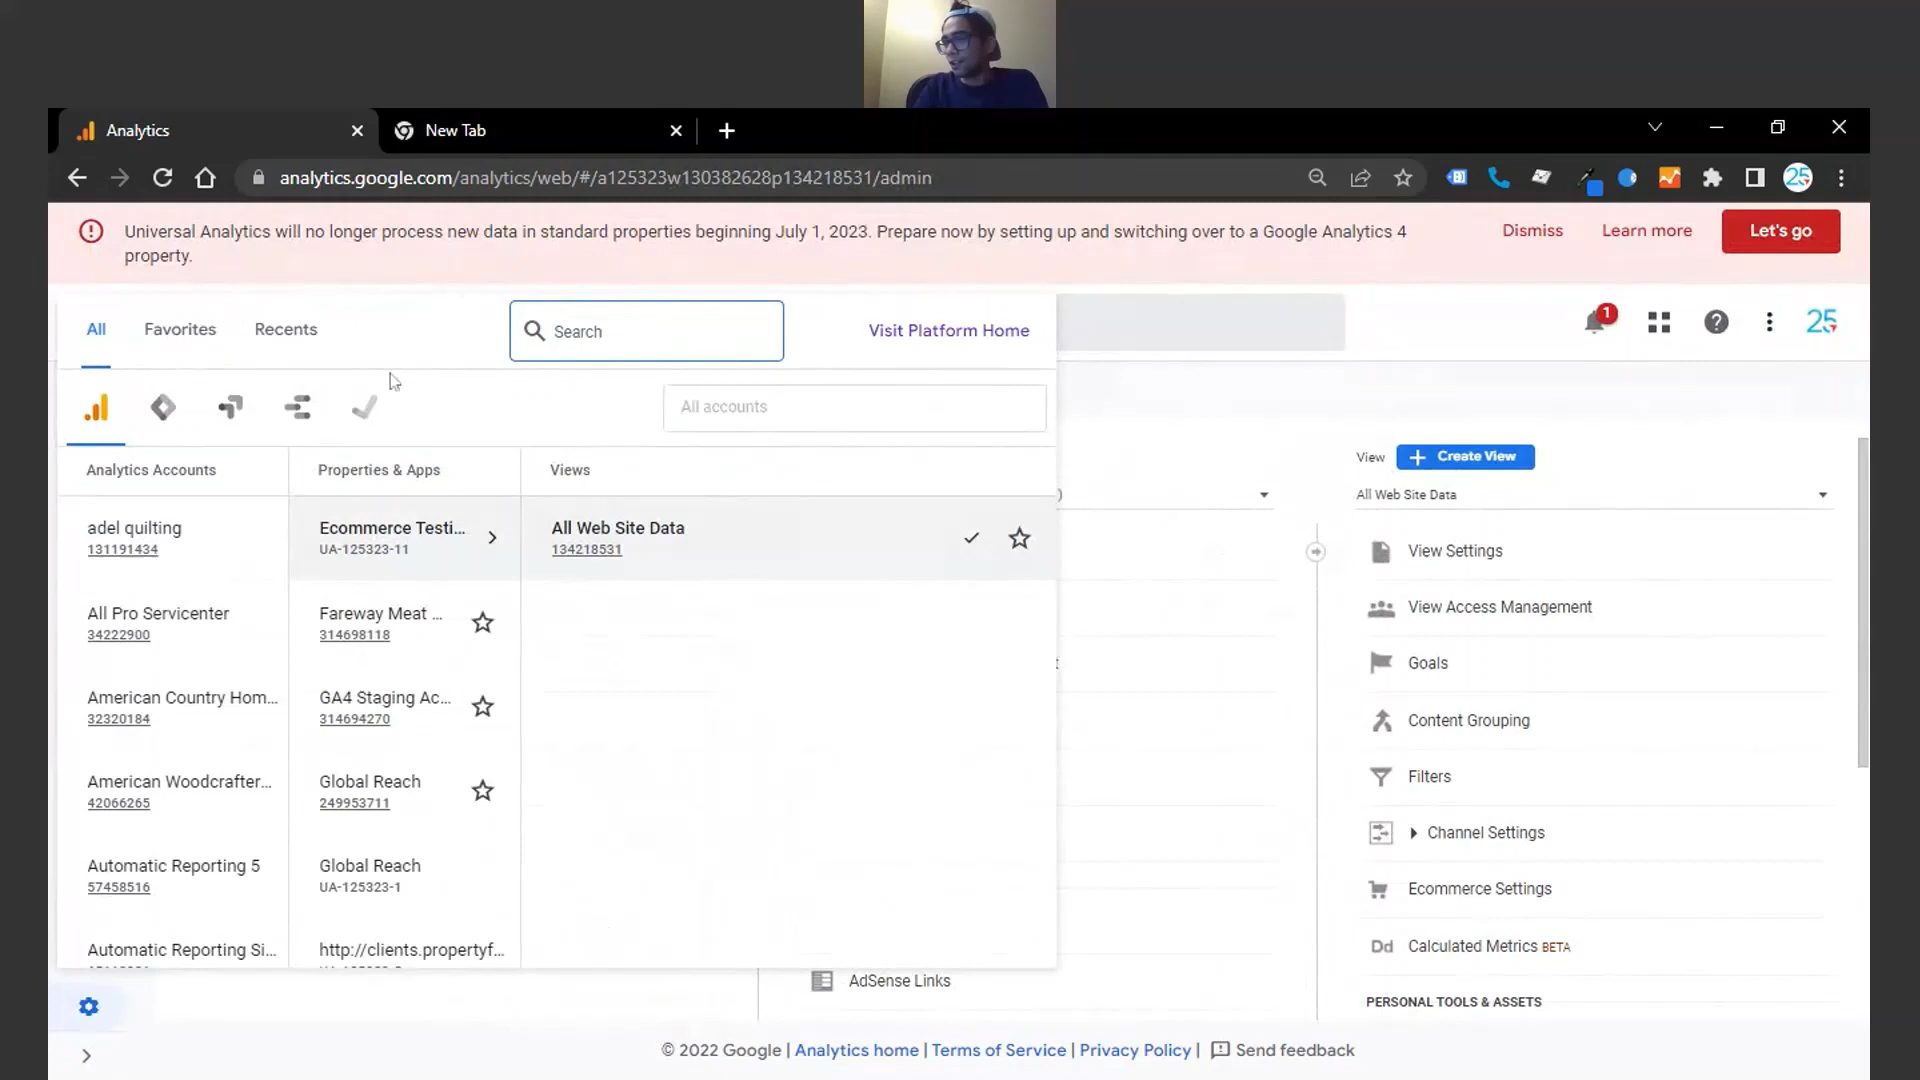 Analytics
New Tab
analytics.google.com/analytics/web/#/a125323w130382628p134218531/admin
25
Universal Analytics will no longer process new data in standard properties beginning July 1, 2023. Prepare now by setting up and switching over to a Google Analytics 4
property.
Dismiss
Learn more
Let's go
All
Favorites
Recents
Search
Visit Platform Home
1
25
All accounts
Analytics Accounts
Properties & Apps
Views
View
Create View
All Web Site Data
adel quilting
131191434
Ecommerce Testi...
UA-125323-11
All Web Site Data
134218531
)
View Settings
All Pro Servicenter
34222900
Fareway Meat ...
314698118
View Access Management
American Country Hom...
32320184
GA4 Staging Ac...
314694270
t
Goals
Content Grouping
American Woodcrafter...
42066265
Global Reach
249953711
Filters
Channel Settings
Automatic Reporting 5
57458516
Global Reach
UA-125323-1
Ecommerce Settings
Automatic Reporting Si...
http://clients.propertyf...
Dd Calculated Metrics BETA
AdSense Links
PERSONAL TOOLS & ASSETS
© 2022 Google | Analytics home | Terms of Service | Privacy Policy | Send feedback